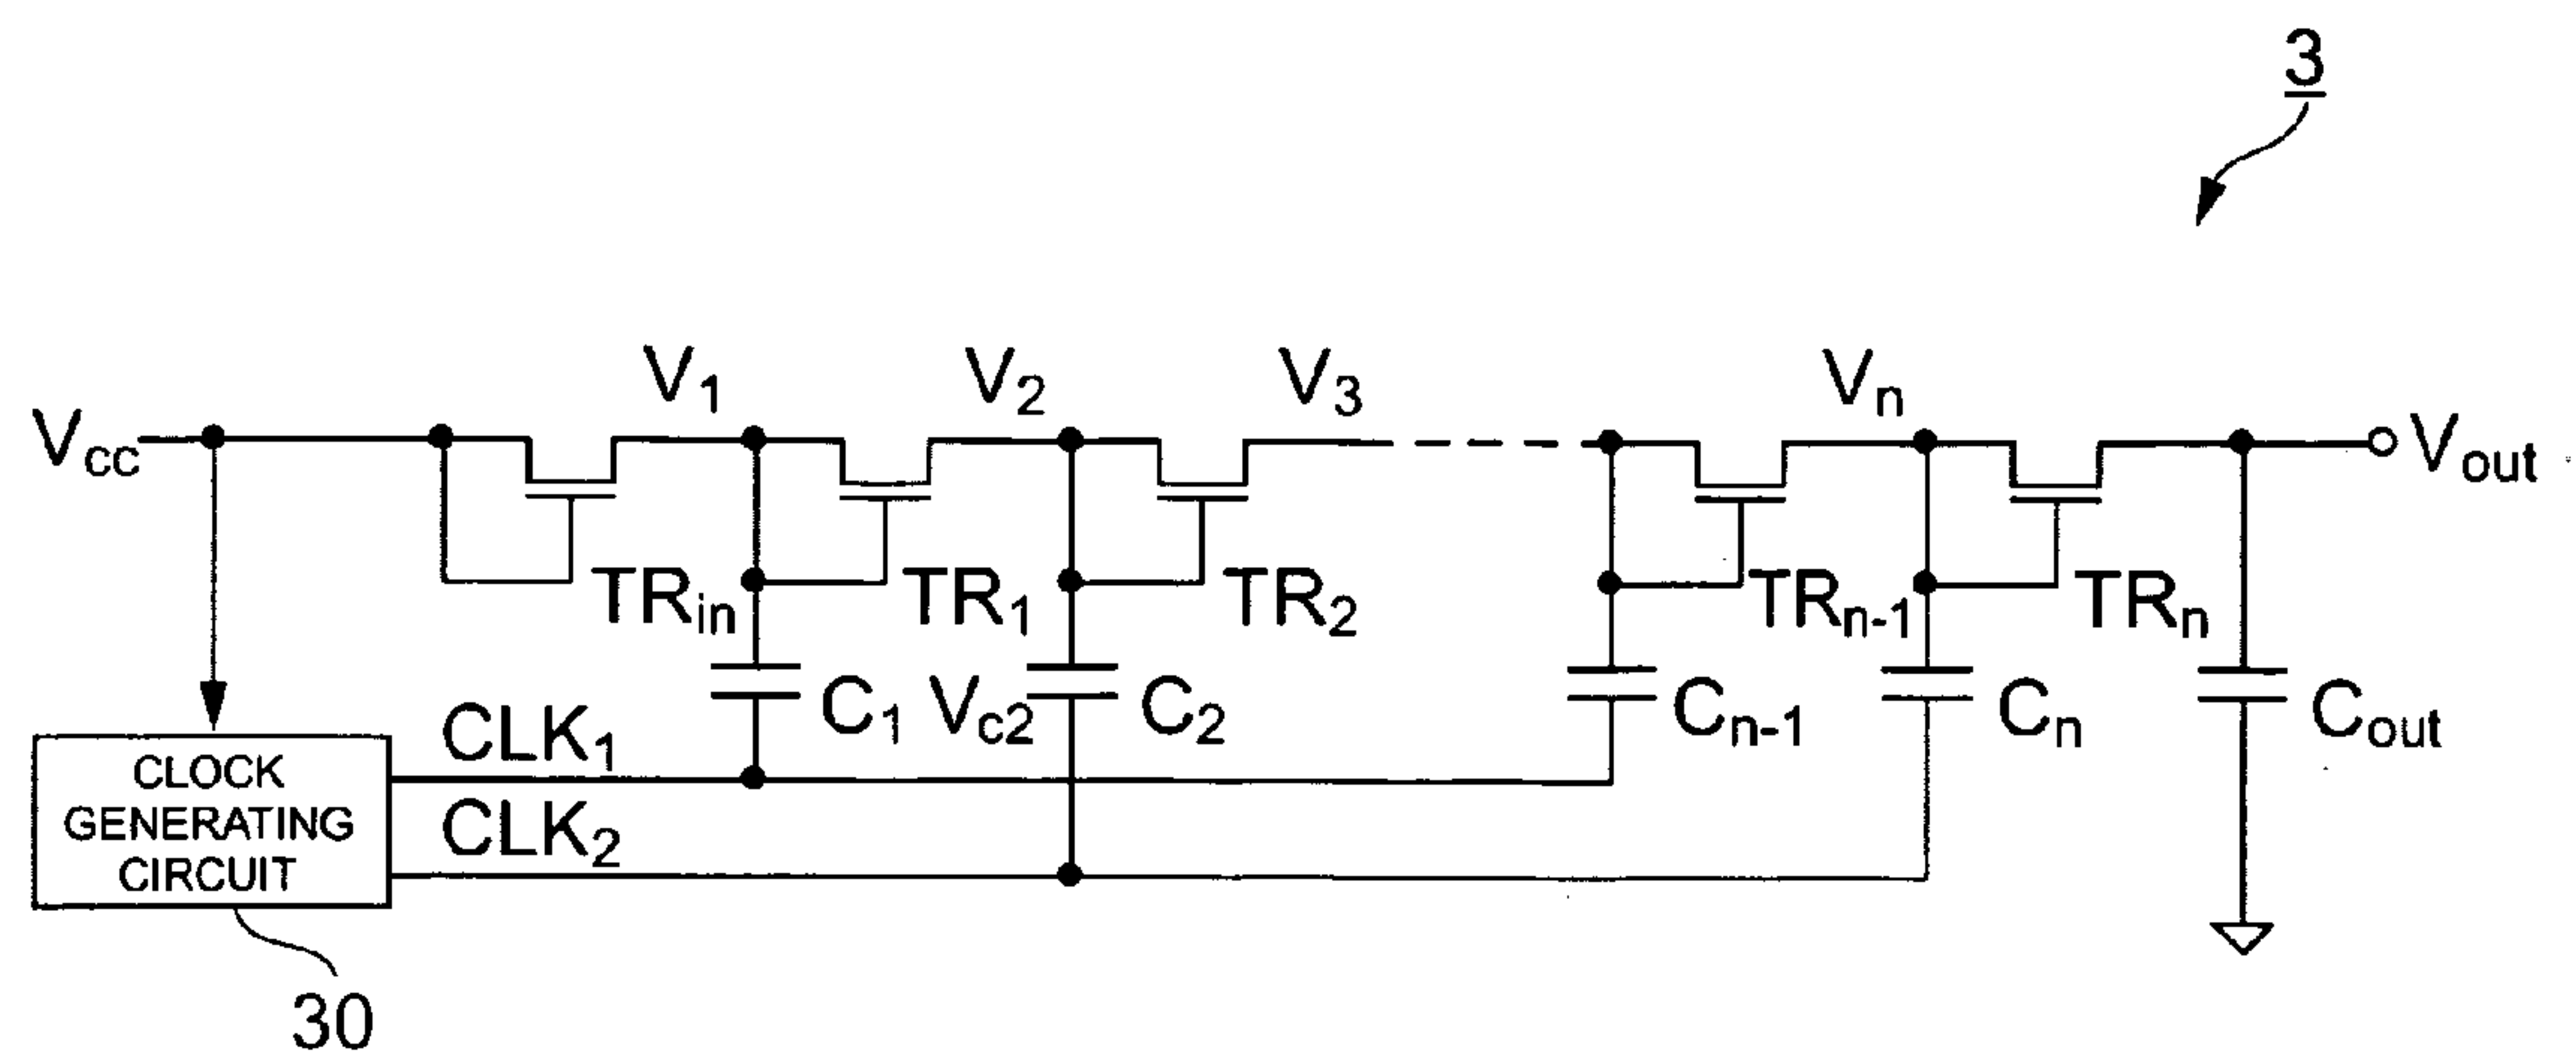 3
V1 V2 V3 Vn
Vcc Vout
TRin TR1 TR2 TRn-1 TRn
C1 Vc2 C2 Cn-1 Cn Cout
CLK1
CLOCK
GENERATING
CIRCUIT
CLK2
30